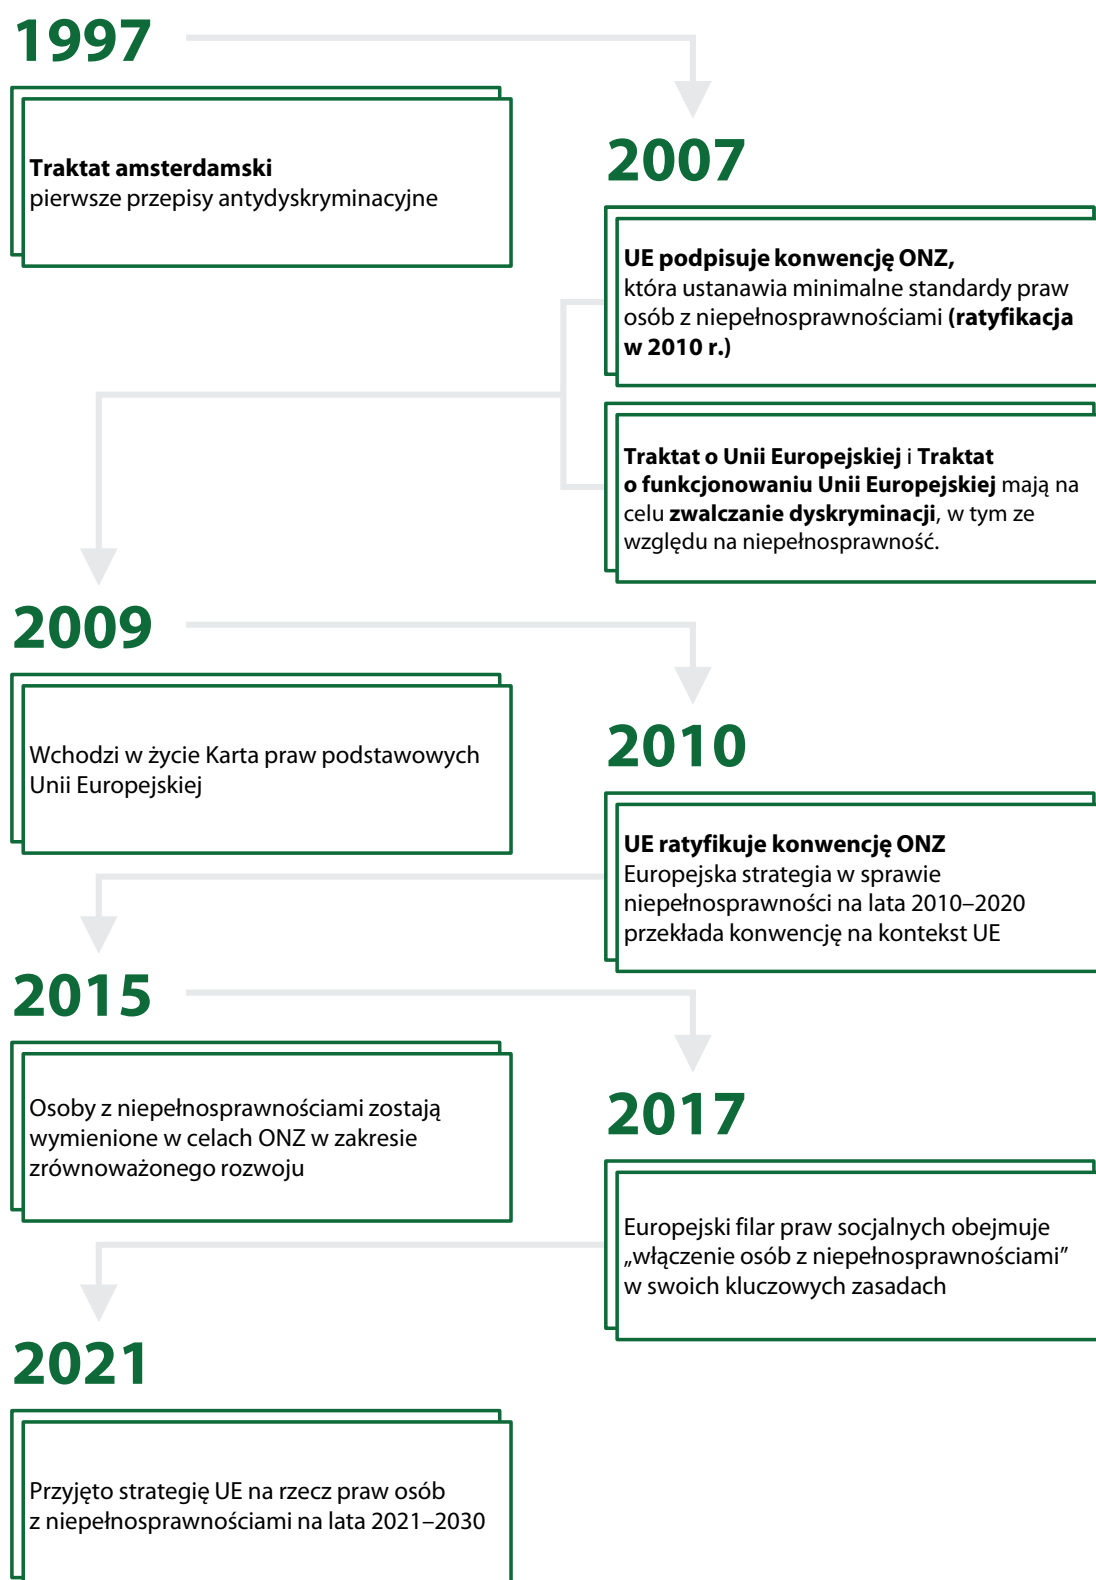 1997
Traktat amsterdamski
pierwsze przepisy antydyskryminacyjne
2007
UE podpisuje konwencję ONZ,
która ustanawia minimalne standardy praw
osób z niepełnosprawnościami (ratyfikacja
w 2010 r.)
Traktat o Unii Europejskiej i Traktat
o funkcjonowaniu Unii Europejskiej mają na
celu zwalczanie dyskryminacji, w tym ze
względu na niepełnosprawność.
2009
Wchodzi w życie Karta praw podstawowych
Unii Europejskiej
2010
UE ratyfikuje konwencję ONZ
Europejska strategia w sprawie
niepełnosprawności na lata 2010–2020
przekłada konwencję na kontekst UE
2015
Osoby z niepełnosprawnościami zostają
wymienione w celach ONZ w zakresie
zrównoważonego rozwoju
2017
Europejski filar praw socjalnych obejmuje
„włączenie osób z niepełnosprawnościami”
w swoich kluczowych zasadach
2021
Przyjęto strategię UE na rzecz praw osób
z niepełnosprawnościami na lata 2021–2030